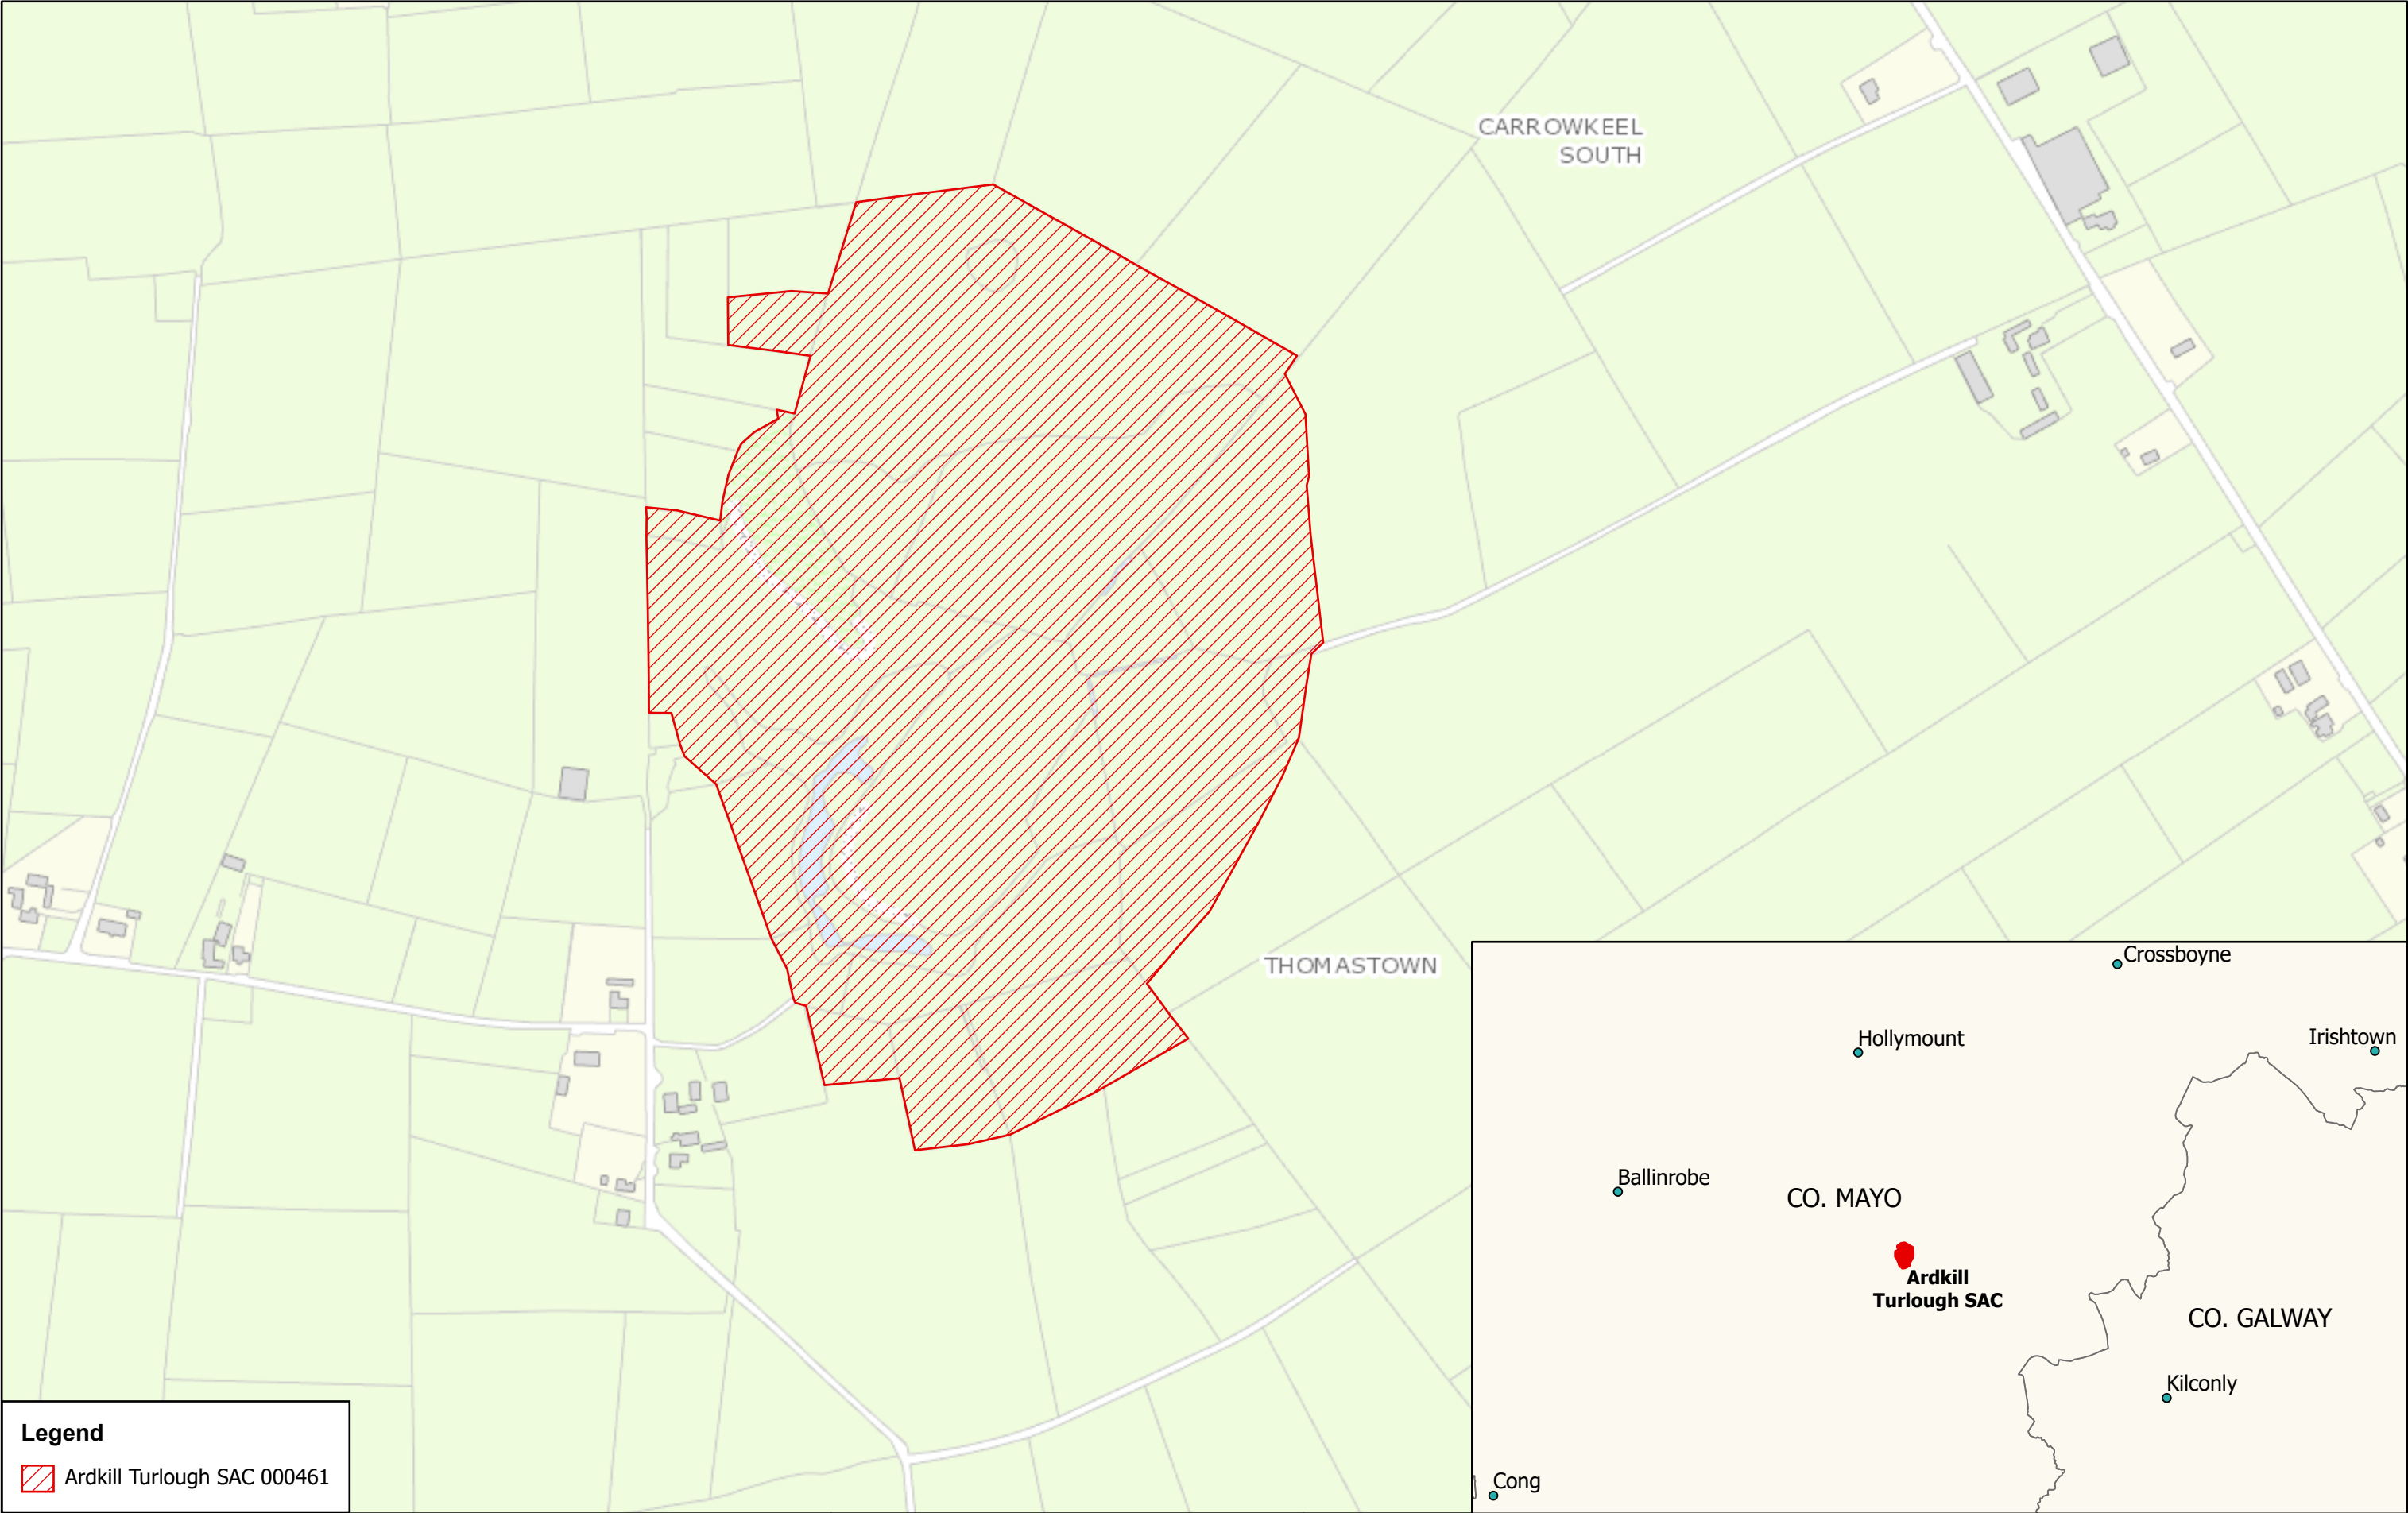 CARROWKEEL
SOUTH
THOMASTOWN
Crossboyne
Hollymount
Irishtown
Ballinrobe
CO. MAYO
Ardkill
Turlough SAC
CO. GALWAY
Kilconly
Cong
Legend
Ardkill Turlough SAC 000461